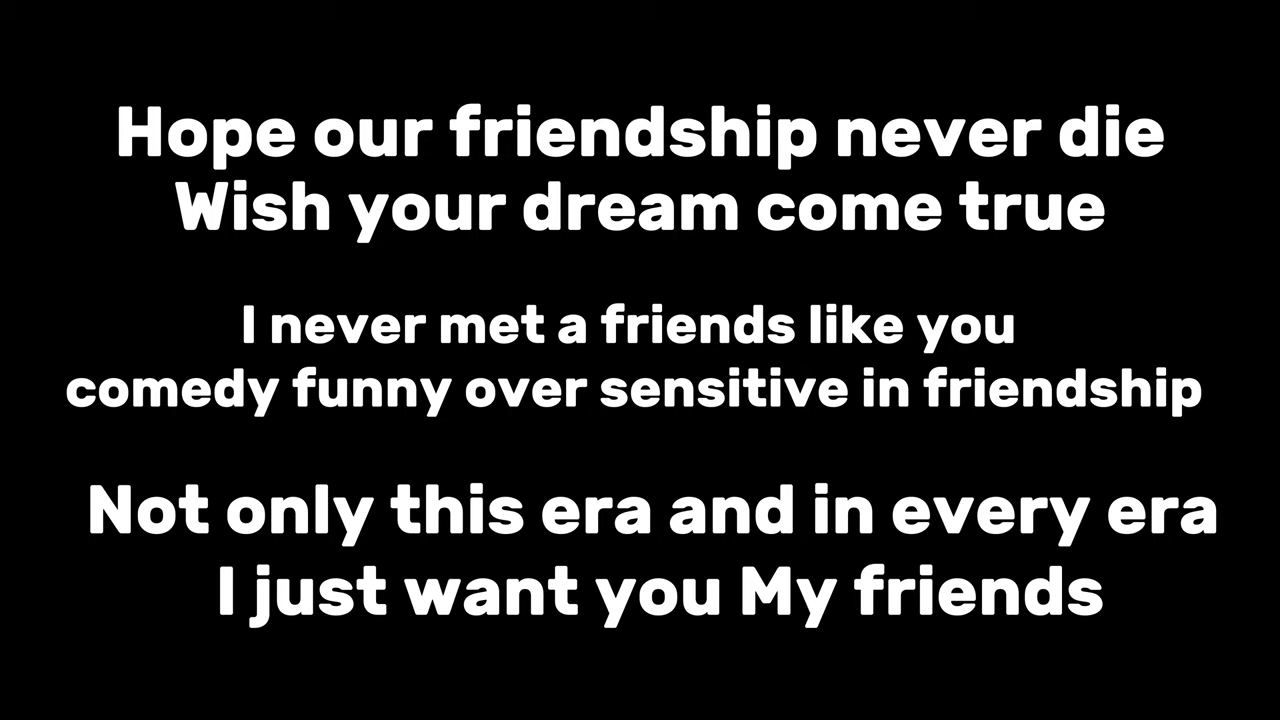 Hope our friendship never die
Wish your dream come true
I never met a friends like you
comedy funny over sensitive in friendship
Not only this era and in every era
I just want you My friends